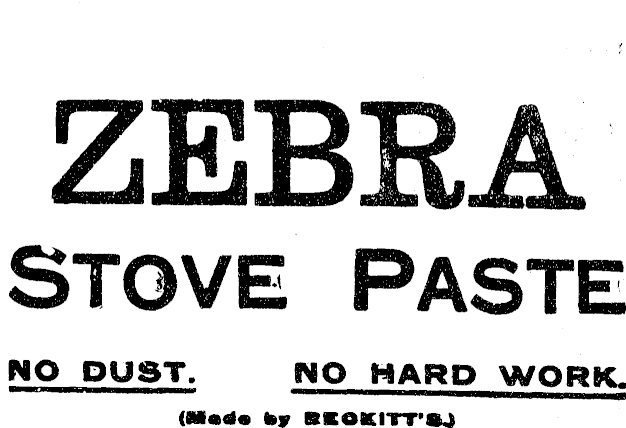 ZEBRA
STOVE PASTE
NO DUST. NO HARD WORK.
(Made by RECKITT'S.)